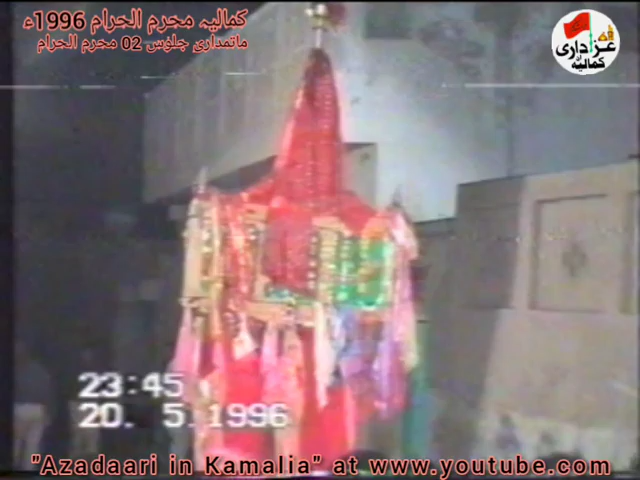 کمالیہ محرم الحرام 1996ء
ماتمداری جلوس 02 محرم الحرام
عزاداری
کمالیہ
23:45
20. 5.1996
"Azadaari in Kamalia" at www.youtube.com